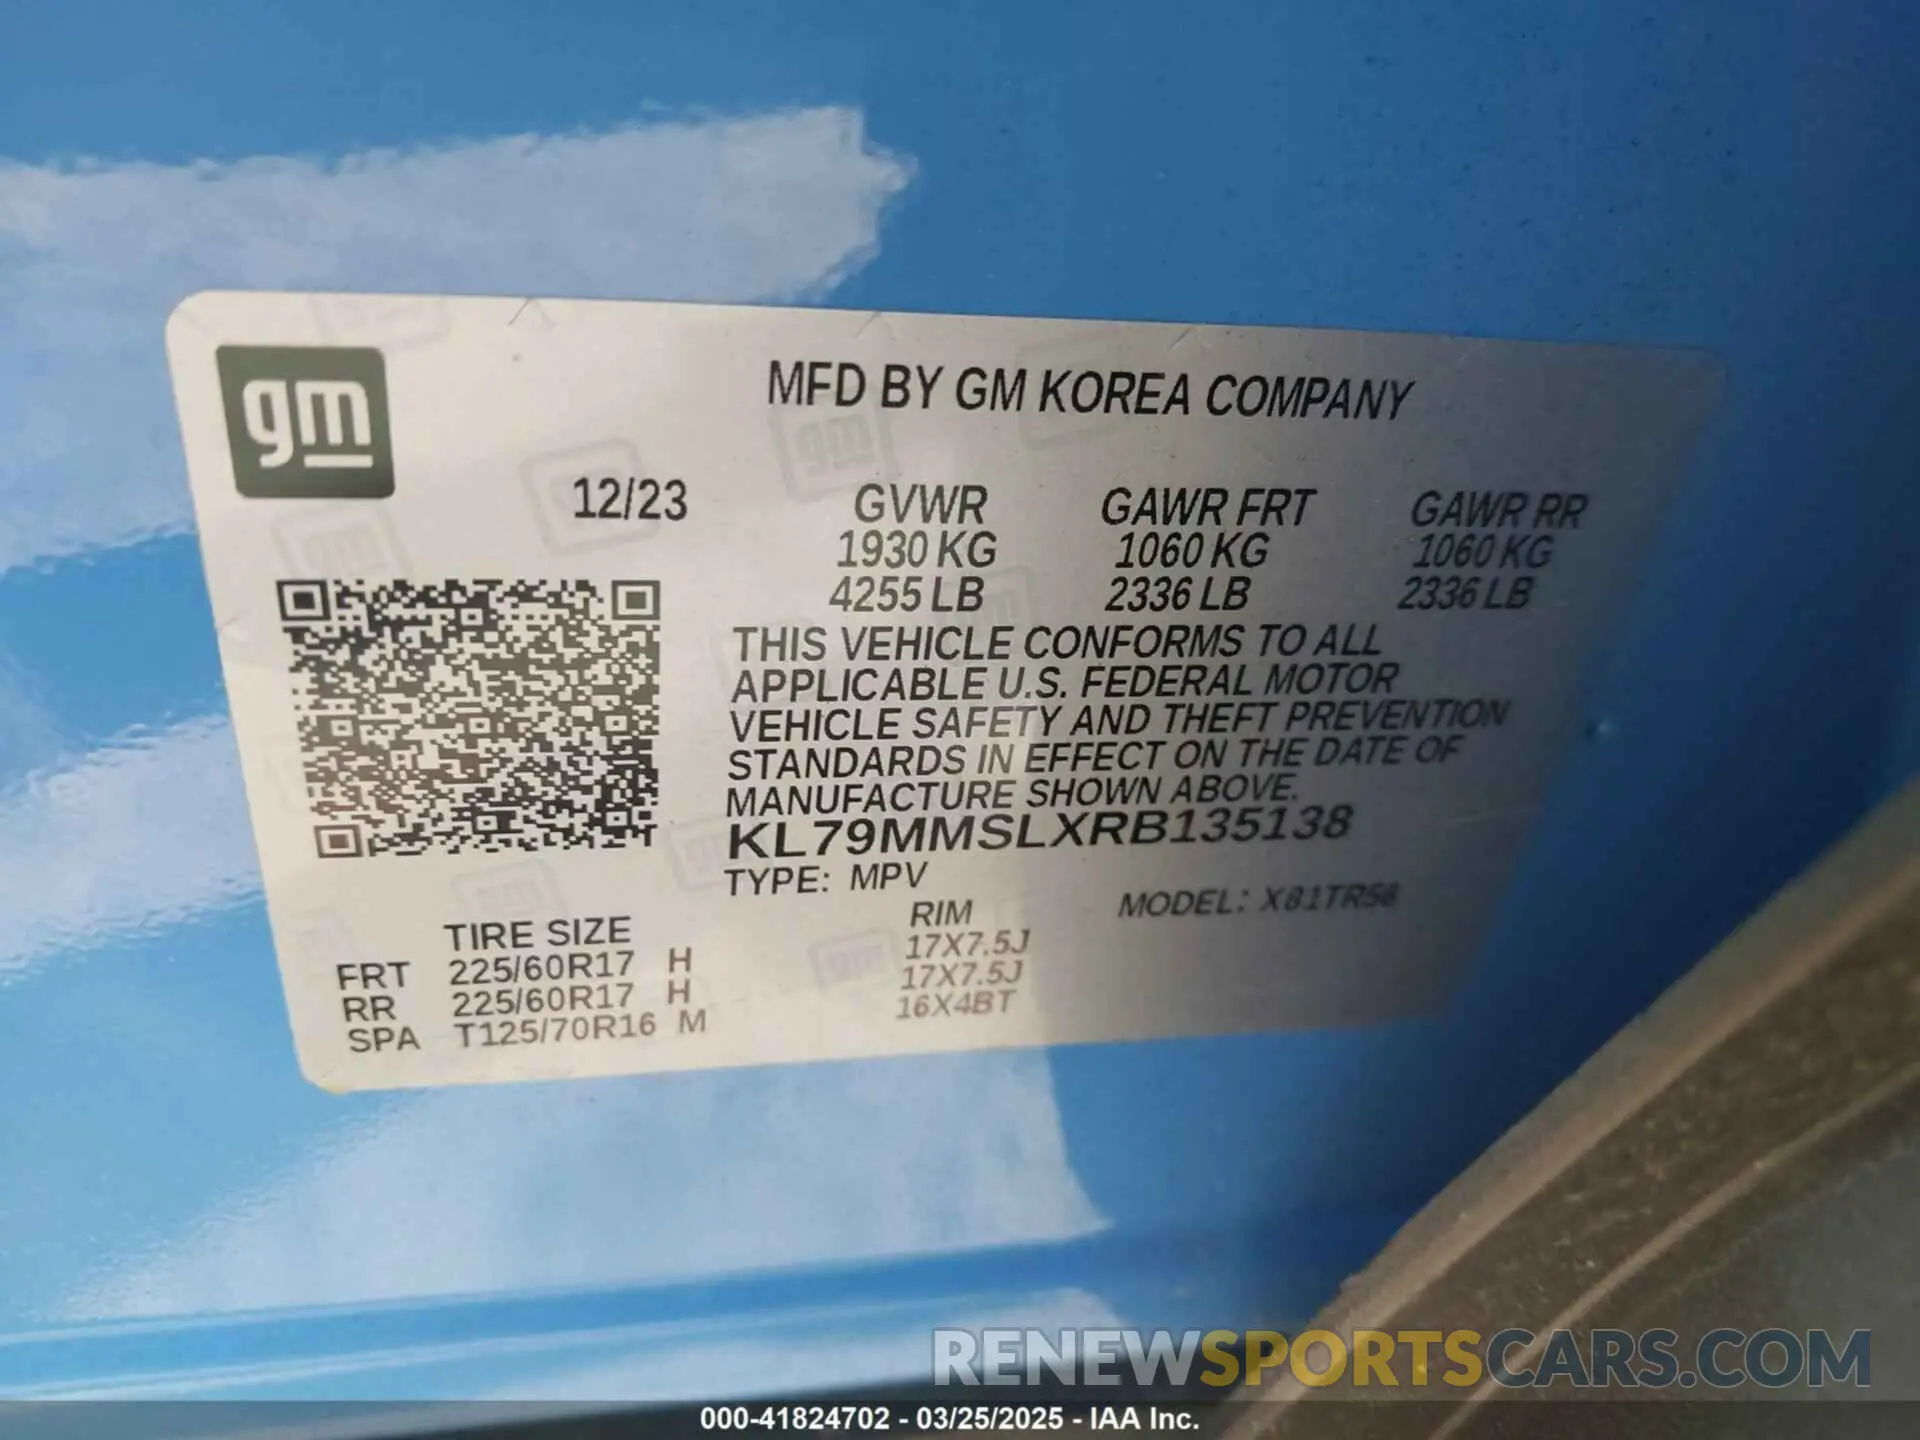 gm
MFD BY GM KOREA COMPANY
12/23 GVWR GAWR FRT GAWR RR
1930 KG 1060 KG 1060 KG
4255 LB 2336 LB 2336 LB
THIS VEHICLE CONFORMS TO ALL
APPLICABLE U.S. FEDERAL MOTOR
VEHICLE SAFETY AND THEFT PREVENTION
STANDARDS IN EFFECT ON THE DATE OF
MANUFACTURE SHOWN ABOVE.
KL79MMSLXRB135138
TYPE: MPV MODEL: X81TR56
TIRE SIZE RIM
FRT 225/60R17 H 17X7.5J
RR 225/60R17 H 17X7.5J
SPA T125/70R16 M 16X4BT
RENEWSPORTSCARS.COM
000-41824702 - 03/25/2025 - IAA Inc.